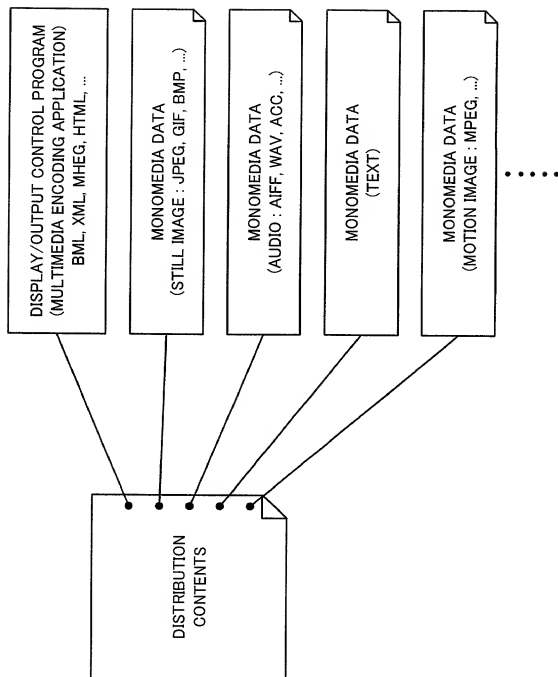 DISPLAY/OUTPUT CONTROL PROGRAM
(MULTIMEDIA ENCODING APPLICATION)
BML, XML, MHEG, HTML, ...
MONOMEDIA DATA
(STILL IMAGE : JPEG, GIF, BMP, ...)
MONOMEDIA DATA
(AUDIO : AIFF, WAV, ACC, ...)
MONOMEDIA DATA
(TEXT)
MONOMEDIA DATA
(MOTION IMAGE : MPEG, ...)
DISTRIBUTION
CONTENTS